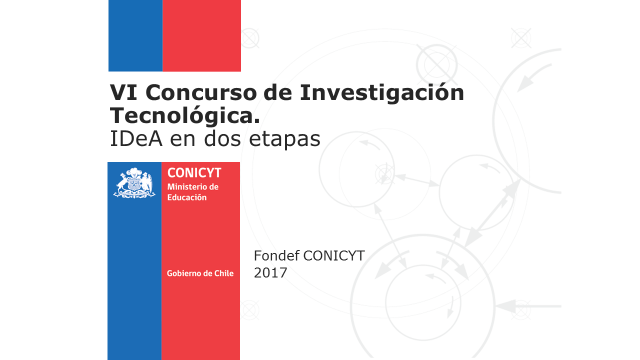 VI Concurso de Investigación
Tecnológica.
IDeA en dos etapas
CONICYT
Ministerio de
Educación
Fondef CONICYT
2017
Gobierno de Chile